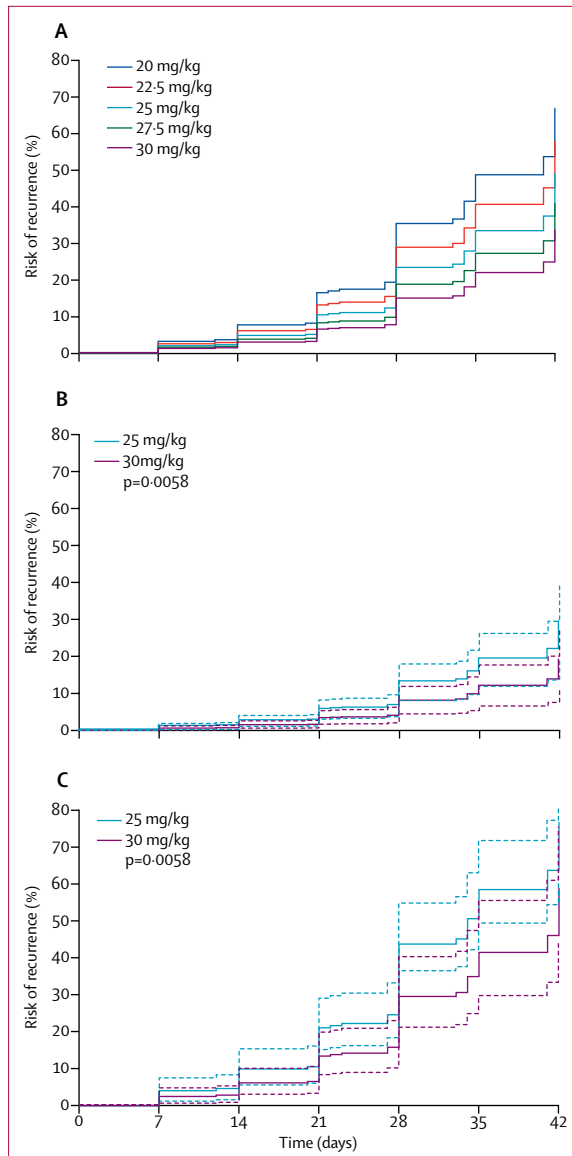 A
20 mg/kg
22·5 mg/kg
25 mg/kg
27·5 mg/kg
30 mg/kg
80
70
60
50
40
30
20
10
0
Risk of recurrence (%)
B
25 mg/kg
30mg/kg
p=0·0058
80
70
60
50
40
30
20
10
0
Risk of recurrence (%)
C
25 mg/kg
30 mg/kg
p=0·0058
80
70
60
50
40
30
20
10
0
Risk of recurrence (%)
0 7 14 21 28 35 42
Time (days)